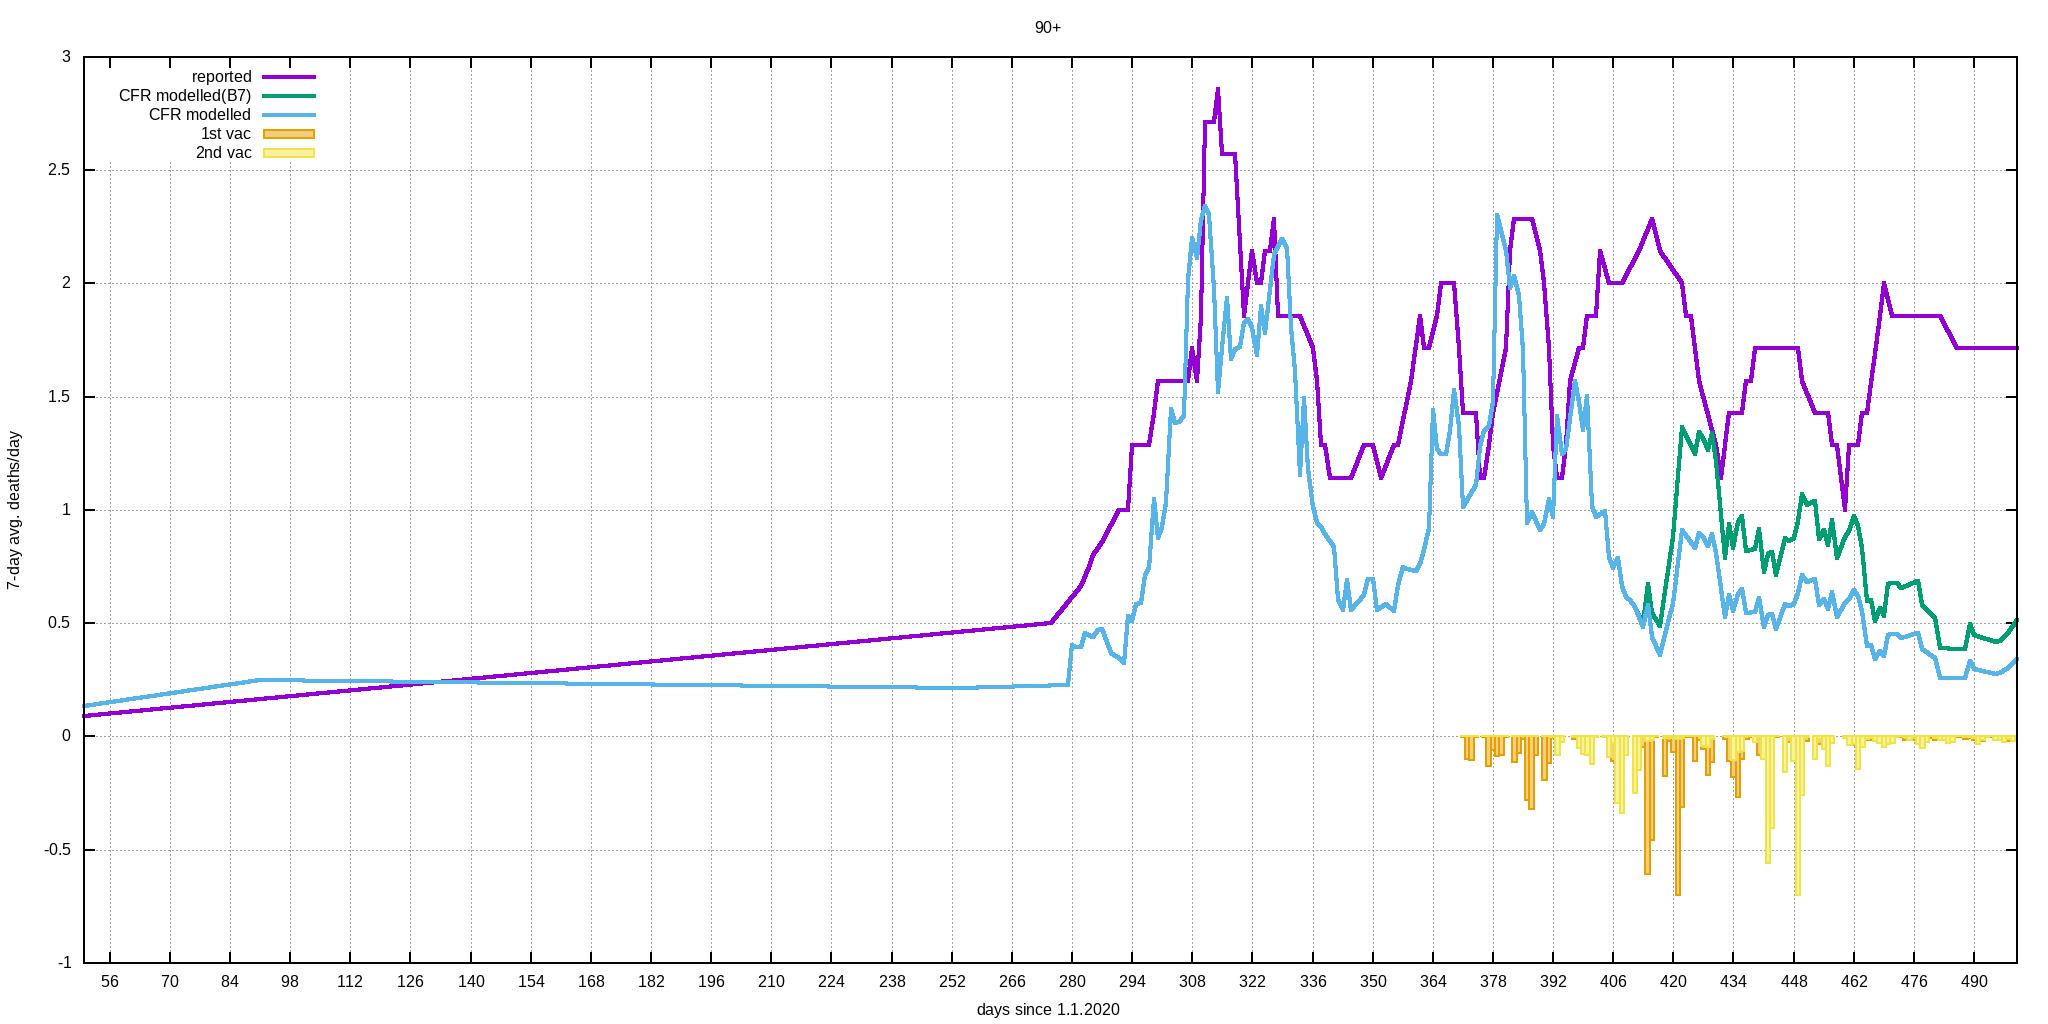 90+
reported
CFR modelled(B7)
CFR modelled
1st vac
2nd vac
3
2.5
2
1.5
1
0.5
0
-0.5
-1
7-day avg. deaths/day
56 70 84 98 112 126 140 154 168 182 196 210 224 238 252 266 280 294 308 322 336 350 364 378 392 406 420 434 448 462 476 490
days since 1.1.2020